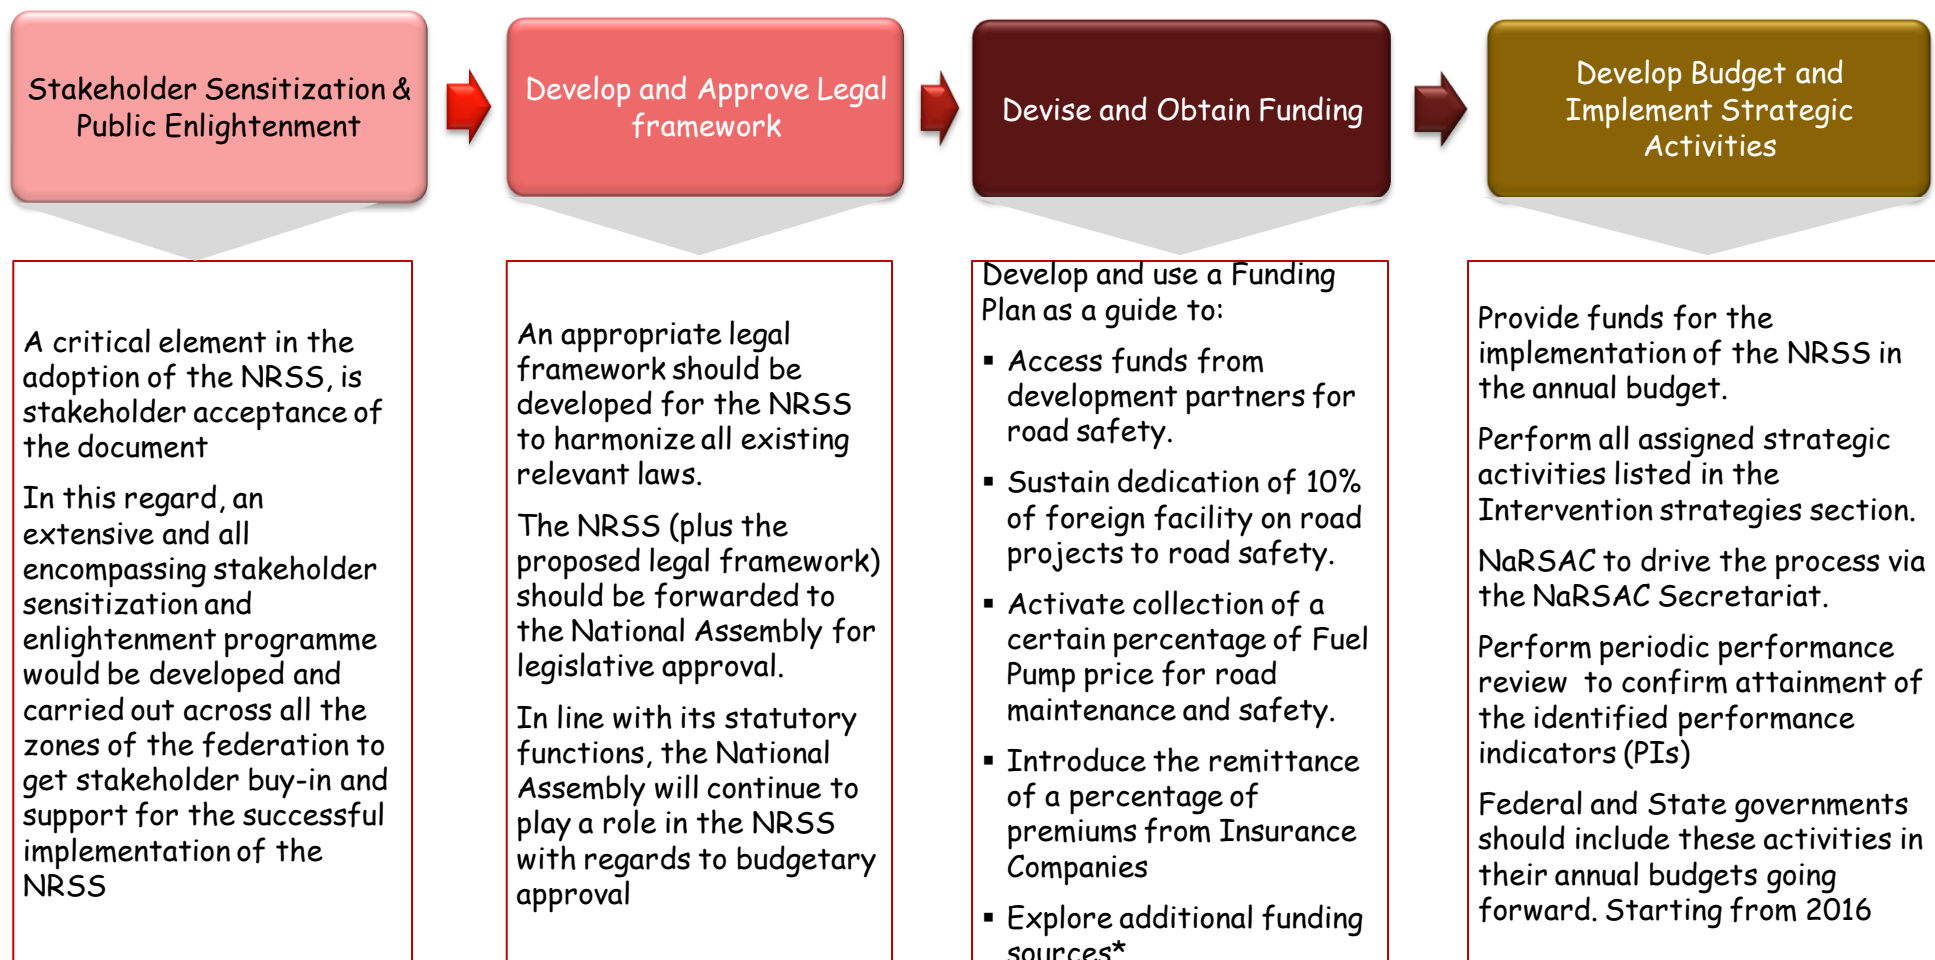 Stakeholder Sensitization &
Public Enlightenment
Develop and Approve Legal
framework
Devise and Obtain Funding
Develop Budget and
Implement Strategic
Activities
A critical element in the
adoption of the NRSS, is
stakeholder acceptance of
the document
In this regard, an
extensive and all
encompassing stakeholder
sensitization and
enlightenment programme
would be developed and
carried out across all the
zones of the federation to
get stakeholder buy-in and
support for the successful
implementation of the
NRSS
An appropriate legal
framework should be
developed for the NRSS
to harmonize all existing
relevant laws.
The NRSS (plus the
proposed legal framework)
should be forwarded to
the National Assembly for
legislative approval.
In line with its statutory
functions, the National
Assembly will continue to
play a role in the NRSS
with regards to budgetary
approval
Develop and use a Funding
Plan as a guide to:
▪ Access funds from
development partners for
road safety.
▪ Sustain dedication of 10%
of foreign facility on road
projects to road safety.
▪ Activate collection of a
certain percentage of Fuel
Pump price for road
maintenance and safety.
▪ Introduce the remittance
of a percentage of
premiums from Insurance
Companies
▪ Explore additional funding
sources*
Provide funds for the
implementation of the NRSS in
the annual budget.
Perform all assigned strategic
activities listed in the
Intervention strategies section.
NaRSAC to drive the process via
the NaRSAC Secretariat.
Perform periodic performance
review to confirm attainment of
the identified performance
indicators (PIs)
Federal and State governments
should include these activities in
their annual budgets going
forward. Starting from 2016